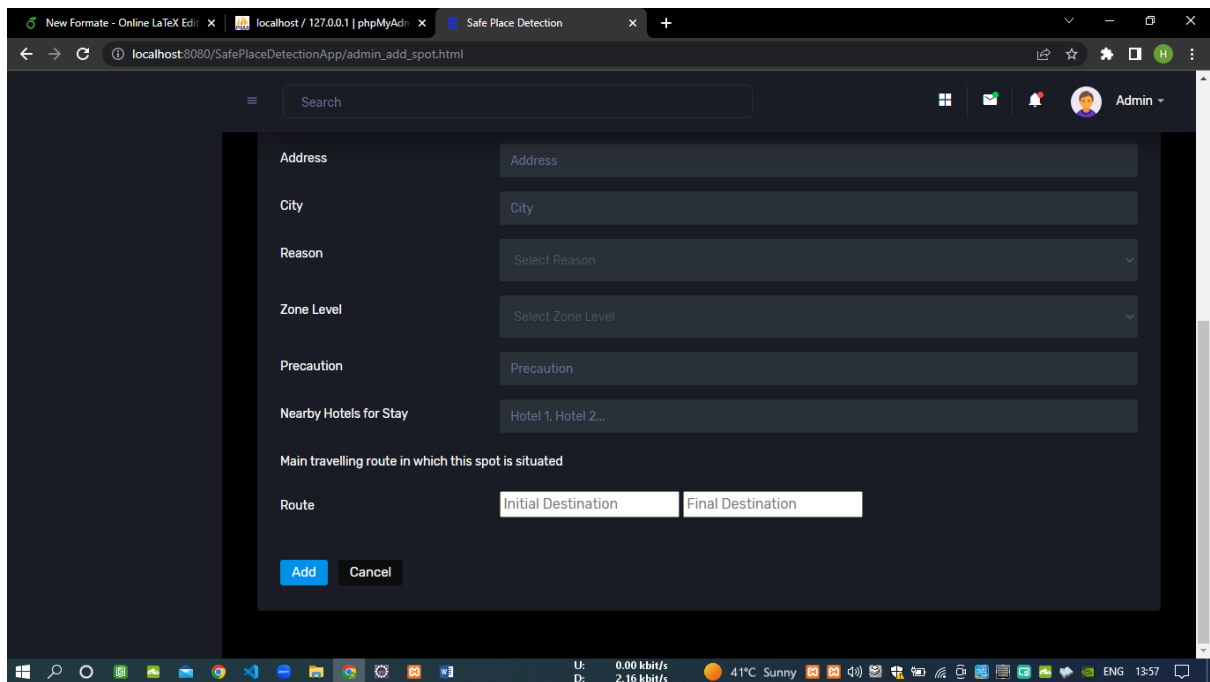 New Formate - Online LaTeX Edit
localhost / 127.0.0.1 | phpMyAdm
Safe Place Detection
localhost:8080/SafePlaceDetectionApp/admin_add_spot.html
H
Search
Admin
Address
Address
City
City
Reason
Select Reason
Zone Level
Select Zone Level
Precaution
Precaution
Nearby Hotels for Stay
Hotel 1, Hotel 2...
Main travelling route in which this spot is situated
Route
Initial Destination
Final Destination
Add
Cancel
U: 0.00 kbit/s
D: 2.16 kbit/s
41°C Sunny
ENG
13:57